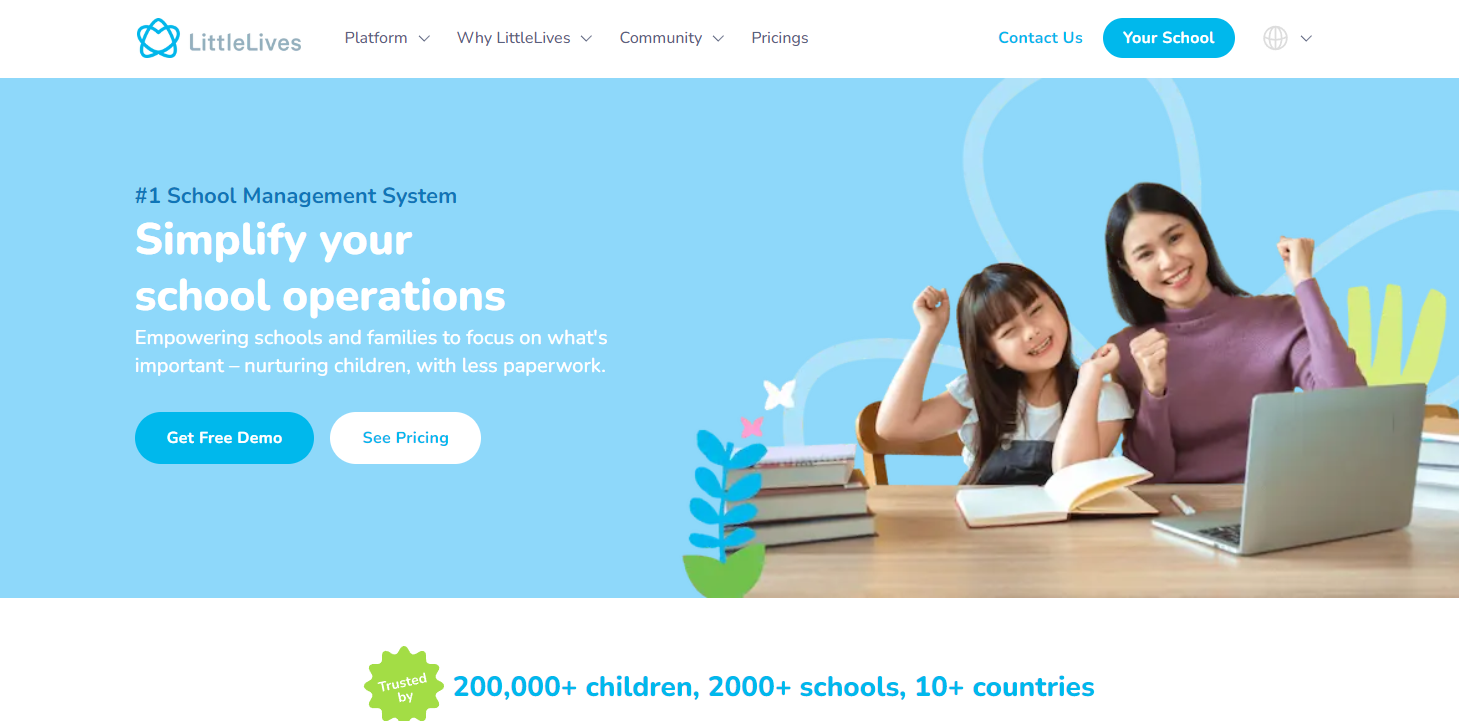 LittleLives
Platform
Why LittleLives
Community
Pricings
Contact Us
Your School
#1 School Management System
Simplify your
school operations
Empowering schools and families to focus on what's
important – nurturing children, with less paperwork.
Get Free Demo
See Pricing
Trusted
by
200,000+ children, 2000+ schools, 10+ countries